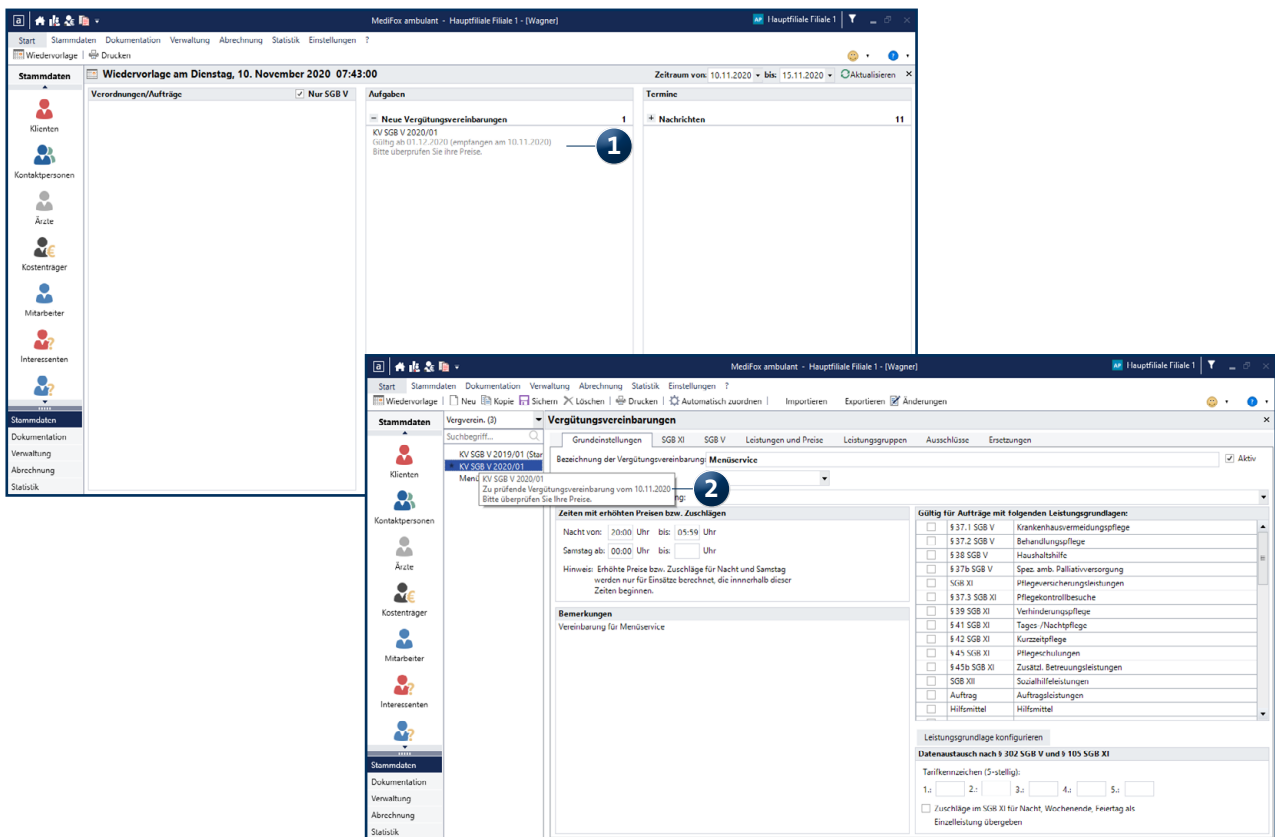 a
MediFox ambulant - Hauptfiliale Filiale 1 - [Wagner]
AP Hauptfiliale Filiale 1
Start Stammdaten Dokumentation Verwaltung Abrechnung Statistik Einstellungen ?
Wiedervorlage Drucken
Stammdaten
Wiedervorlage am Dienstag, 10. November 2020 07:43:00
Zeitraum von: 10.11.2020 bis: 15.11.2020 Aktualisieren
Verordnungen/Aufträge Nur SGB V
Aufgaben
Termine
Neue Vergütungsvereinbarungen 1
Nachrichten 11
KV SGB V 2020/01
Gültig ab 01.12.2020 (empfangen am 10.11.2020)
Bitte überprüfen Sie ihre Preise.
1
Klienten
Kontaktpersonen
Ärzte
Kostenträger
Mitarbeiter
Interessenten
Stammdaten
Dokumentation
Verwaltung
Abrechnung
Statistik
a
MediFox ambulant - Hauptfiliale Filiale 1 - [Wagner]
AP Hauptfiliale Filiale 1
Start Stammdaten Dokumentation Verwaltung Abrechnung Statistik Einstellungen ?
Wiedervorlage Neu Kopie Sichern Löschen Drucken Automatisch zuordnen Importieren Exportieren Änderungen
Stammdaten
Vergverein. (3)
Vergütungsvereinbarungen
Suchbegriff...
Grundeinstellungen SGB XI SGB V Leistungen und Preise Leistungsgruppen Ausschlüsse Ersetzungen
KV SGB V 2019/01 (Star
KV SGB V 2020/01
Menü
Bezeichnung der Vergütungsvereinbarung: Menüservice
Aktiv
KV SGB V 2020/01
Zu prüfende Vergütungsvereinbarung vom 10.11.2020
Bitte überprüfen Sie Ihre Preise.
2
Zeiten mit erhöhten Preisen bzw. Zuschlägen
Nacht von: 20:00 Uhr bis: 05:59 Uhr
Samstag ab: 00:00 Uhr bis: Uhr
Hinweis: Erhöhte Preise bzw. Zuschläge für Nacht und Samstag
werden nur für Einsätze berechnet, die innnerhalb dieser
Zeiten beginnen.
Bemerkungen
Vereinbarung für Menüservice
Gültig für Aufträge mit folgenden Leistungsgrundlagen:
§ 37.1 SGB V Krankenhausvermeidungspflege
§ 37.2 SGB V Behandlungspflege
§ 38 SGB V Haushaltshilfe
§ 37b SGB V Spez. amb. Palliativversorgung
SGB XI Pflegeversicherungsleistungen
§ 37.3 SGB XI Pflegekontrollbesuche
§ 39 SGB XI Verhinderungspflege
§ 41 SGB XI Tages-/Nachtpflege
§ 42 SGB XI Kurzzeitpflege
§ 45 SGB XI Pflegeschulungen
§ 45b SGB XI Zusätzl. Betreuungsleistungen
SGB XII Sozialhilfeleistungen
Auftrag Auftragsleistungen
Hilfsmittel Hilfsmittel
Leistungsgrundlage konfigurieren
Datenaustausch nach § 302 SGB V und § 105 SGB XI
Tarifkennzeichen (5-stellig):
1.: 2.: 3.: 4.: 5.:
Zuschläge im SGB XI für Nacht, Wochenende, Feiertag als
Einzelleistung übergeben
Klienten
Kontaktpersonen
Ärzte
Kostenträger
Mitarbeiter
Interessenten
Stammdaten
Dokumentation
Verwaltung
Abrechnung
Statistik